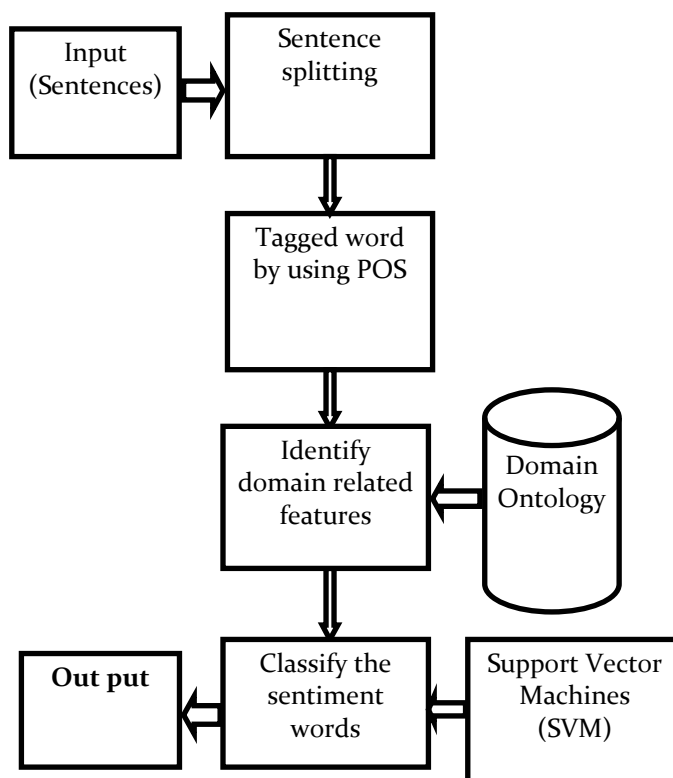 Input
(Sentences)
Sentence
splitting
Tagged word
by using POS
Identify
domain related
features
Domain
Ontology
Classify the
sentiment
words
Support Vector
Machines
(SVM)
Out put